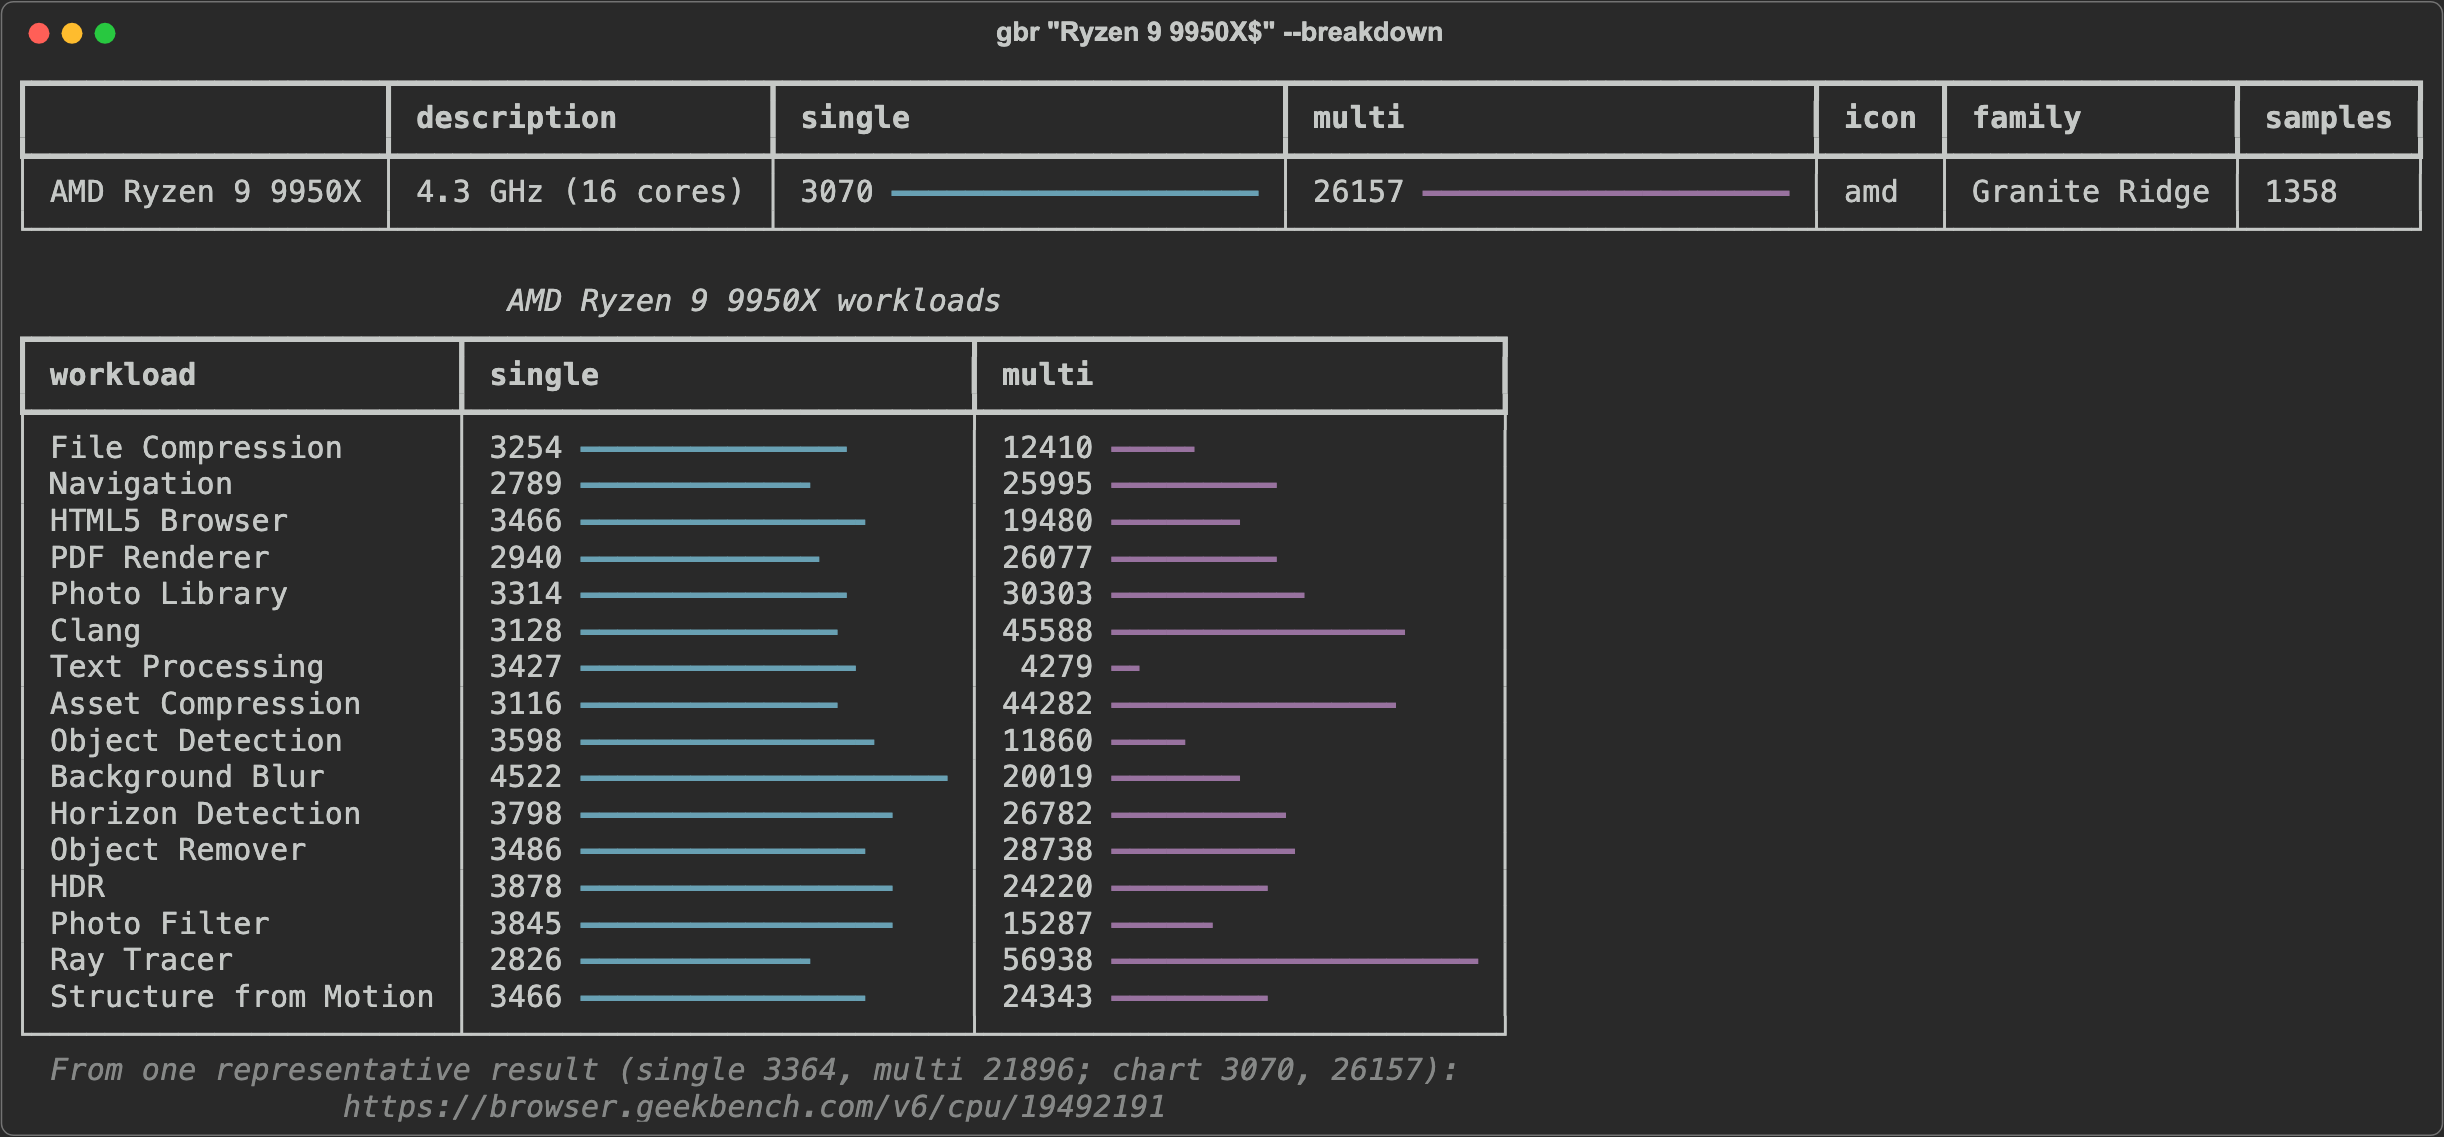 gbr "Ryzen 9 9950X$" --breakdown
description single multi icon family samples
AMD Ryzen 9 9950X 4.3 GHz (16 cores) 3070 26157 amd Granite Ridge 1358
AMD Ryzen 9 9950X workloads
workload single multi
File Compression 3254 12410
Navigation 2789 25995
HTML5 Browser 3466 19480
PDF Renderer 2940 26077
Photo Library 3314 30303
Clang 3128 45588
Text Processing 3427 4279
Asset Compression 3116 44282
Object Detection 3598 11860
Background Blur 4522 20019
Horizon Detection 3798 26782
Object Remover 3486 28738
HDR 3878 24220
Photo Filter 3845 15287
Ray Tracer 2826 56938
Structure from Motion 3466 24343
From one representative result (single 3364, multi 21896; chart 3070, 26157):
https://browser.geekbench.com/v6/cpu/19492191